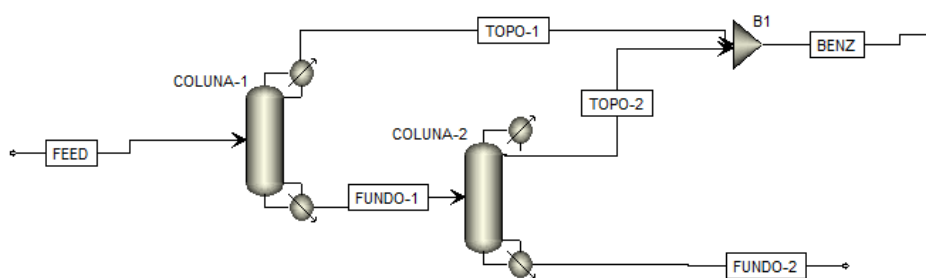 B1
TOPO-1
BENZ
COLUNA-1
TOPO-2
COLUNA-2
FEED
FUNDO-1
FUNDO-2